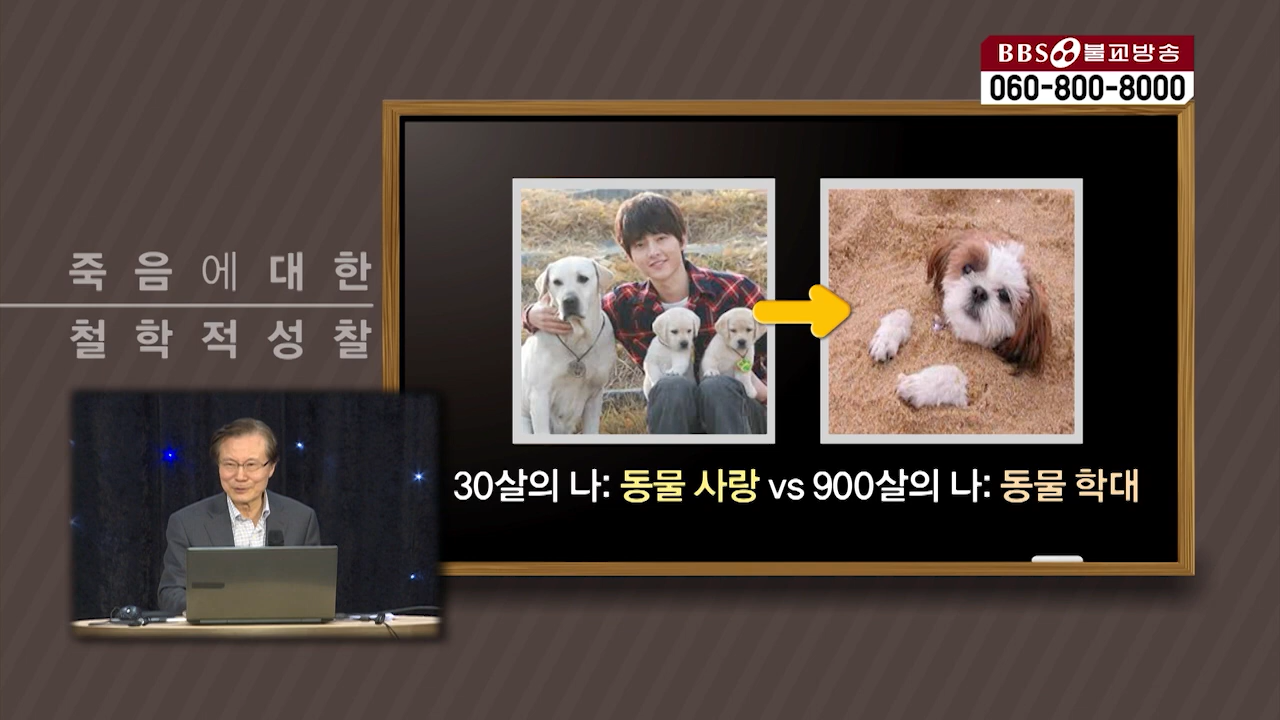 BBS 불교방송
060-800-8000
죽음에 대한
철학적성찰
30살의 나: 동물 사랑 vs 900살의 나: 동물 학대